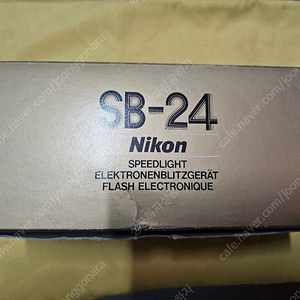 SB-24
Nikon
SPEEDLIGHT
ELEKTRONENBLITZGERÄT
FLASH ELECTRONIQUE